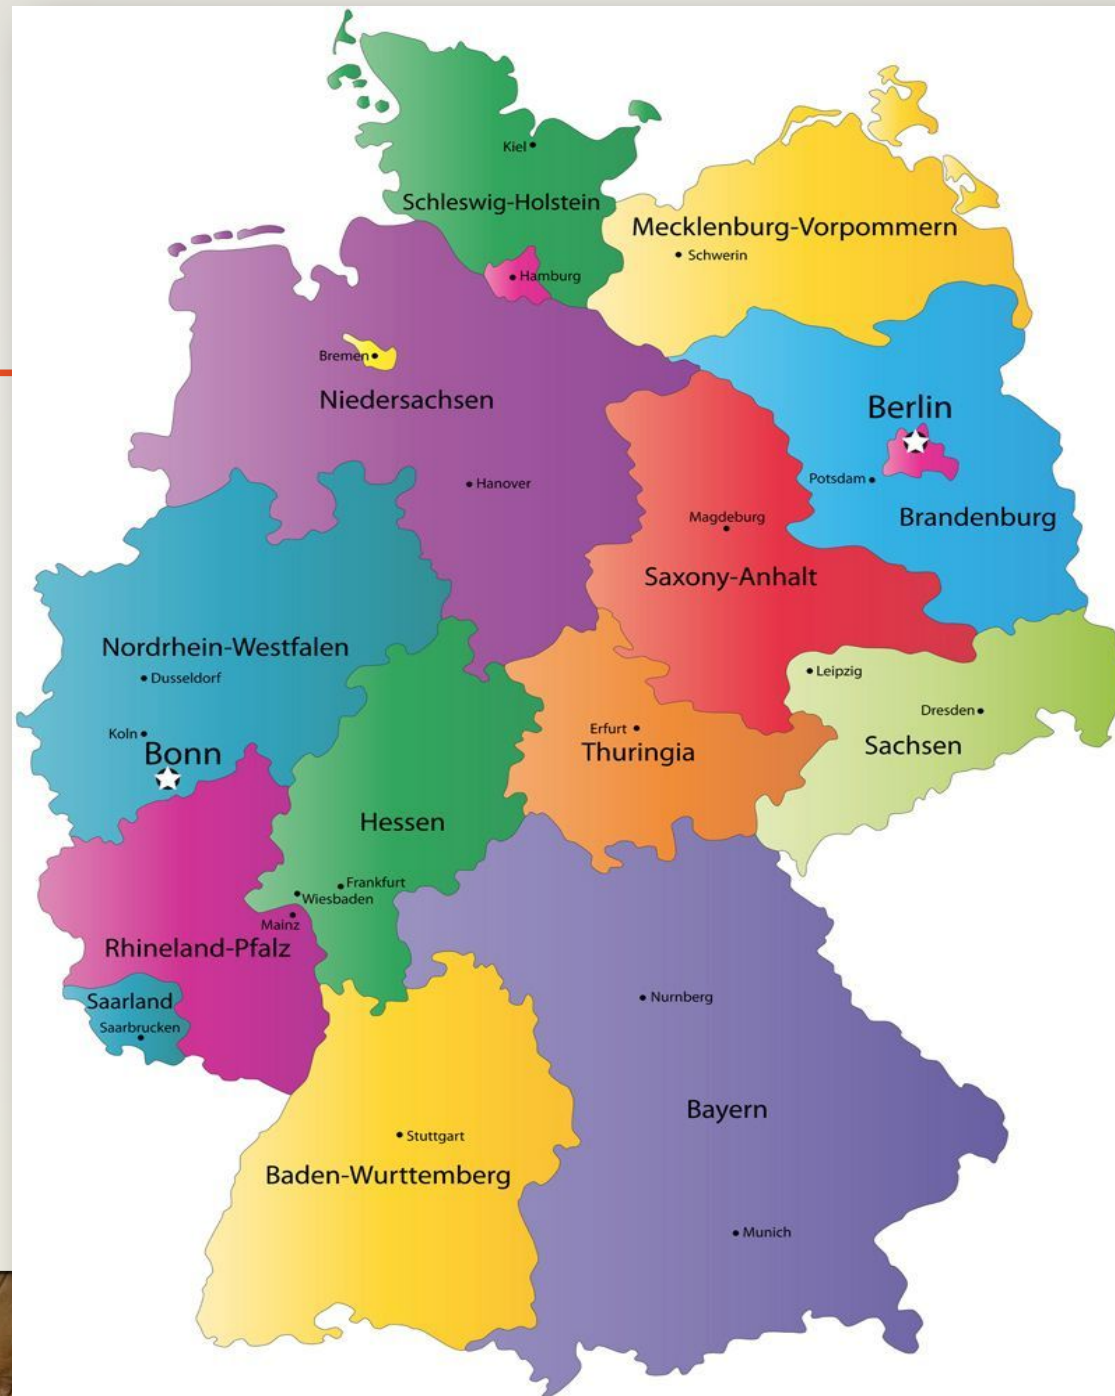 Kiel
Schleswig-Holstein
Mecklenburg-Vorpommern
Schwerin
Hamburg
Bremen
Niedersachsen
Berlin
Hanover
Potsdam
Magdeburg
Brandenburg
Saxony-Anhalt
Nordrhein-Westfalen
Dusseldorf
Leipzig
Dresden
Koln
Bonn
Erfurt
Thuringia
Sachsen
Hessen
Frankfurt
Wiesbaden
Mainz
Rhineland-Pfalz
Saarland
Nurnberg
Saarbrucken
Bayern
Stuttgart
Baden-Wurttemberg
Munich